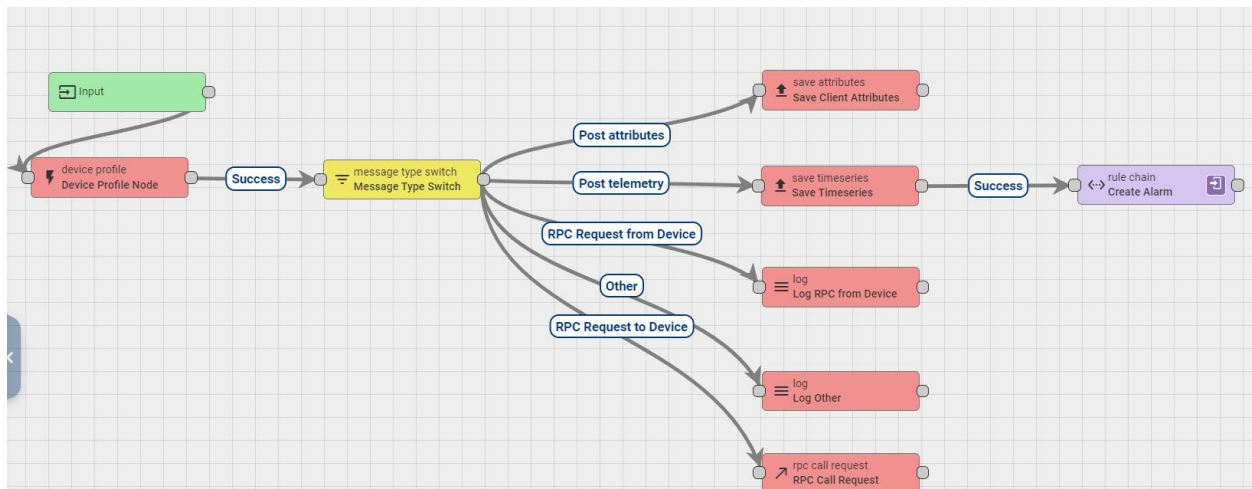 Input
device profile
Device Profile Node
Success
message type switch
Message Type Switch
Post attributes
save attributes
Save Client Attributes
Post telemetry
save timeseries
Save Timeseries
Success
rule chain
Create Alarm
RPC Request from Device
log
Log RPC from Device
Other
log
Log Other
RPC Request to Device
rpc call request
RPC Call Request